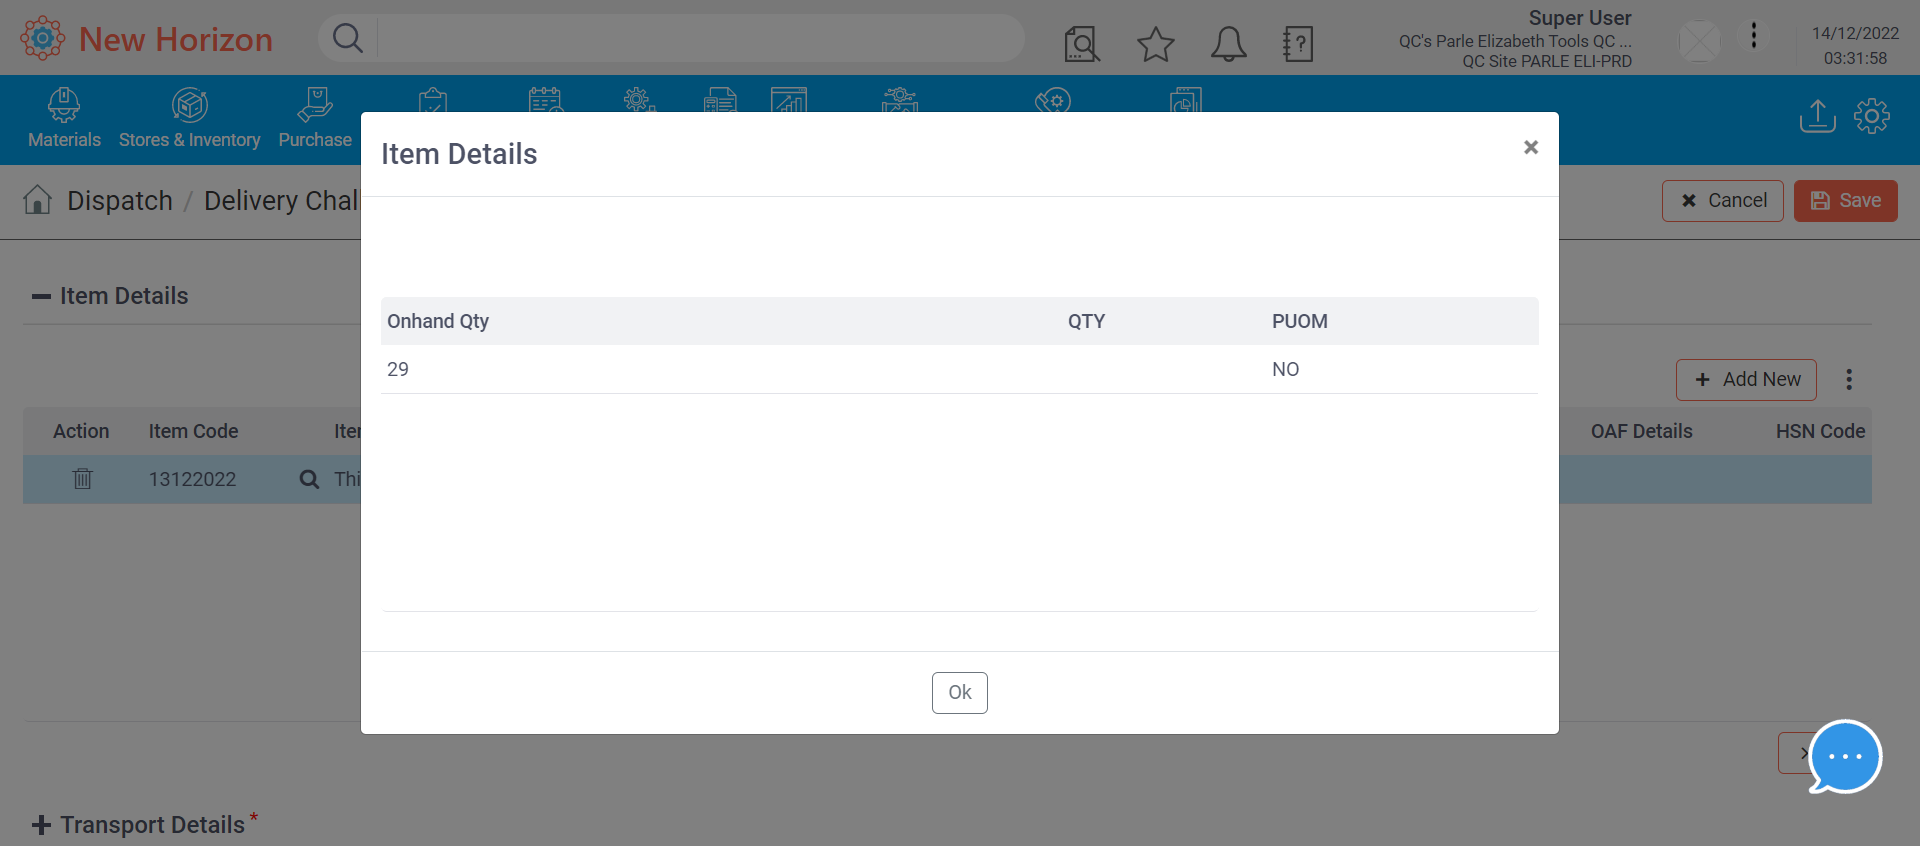 New Horizon
Super User
QC's Parle Elizabeth Tools QC ...
QC Site PARLE ELI-PRD
14/12/2022
03:31:58
Materials
Stores & Inventory
Purchase
Dispatch / Delivery Chal
Cancel
Save
Item Details
×
Onhand Qty QTY PUOM
29 NO
Ok
Item Details
+ Add New
Action Item Code Iter OAF Details HSN Code
13122022 Thi
Transport Details *